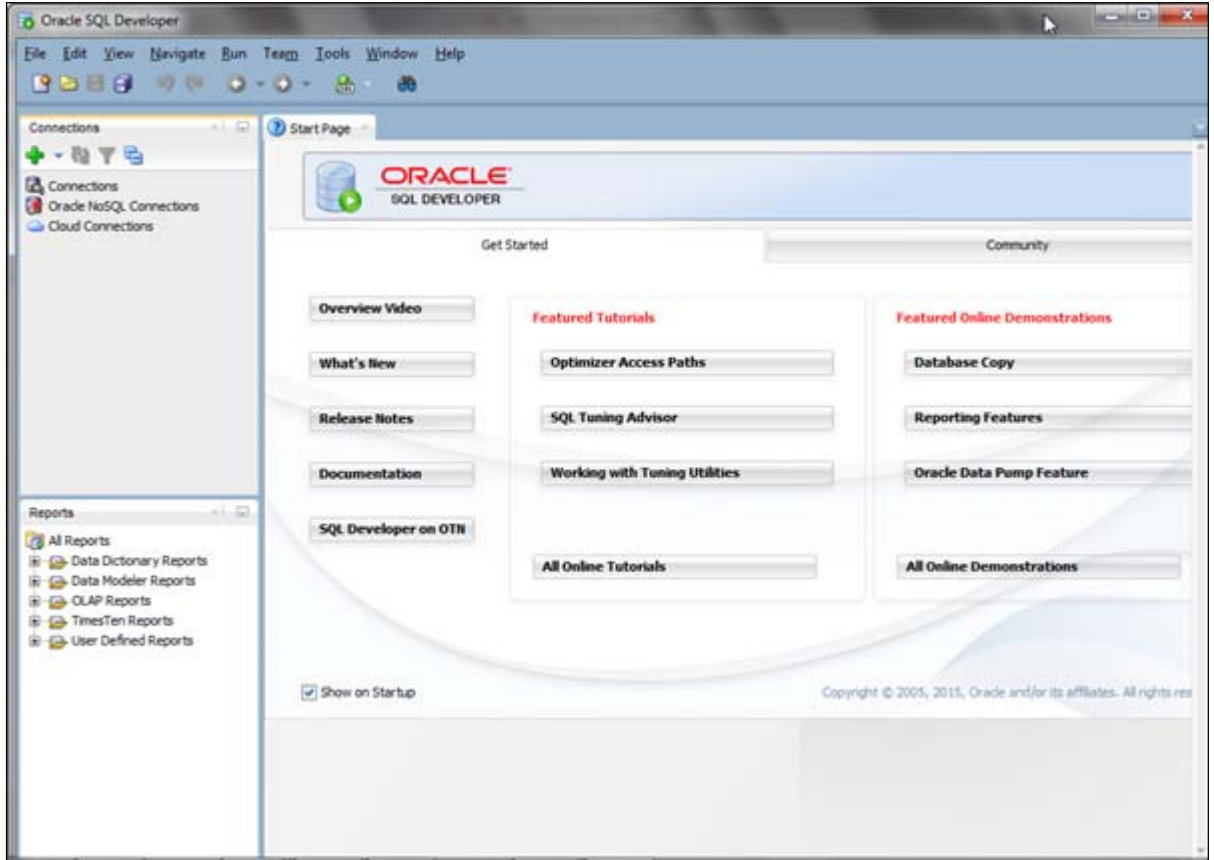 Oracle SQL Developer
File Edit View Navigate Run Team Tools Window Help
Connections
Connections
Oracle NoSQL Connections
Cloud Connections
Reports
All Reports
Data Dictionary Reports
Data Modeler Reports
OLAP Reports
TimesTen Reports
User Defined Reports
Start Page
ORACLE
SQL DEVELOPER
Get Started
Community
Overview Video
What's New
Release Notes
Documentation
SQL Developer on OTN
Featured Tutorials
Optimizer Access Paths
SQL Tuning Advisor
Working with Tuning Utilities
All Online Tutorials
Featured Online Demonstrations
Database Copy
Reporting Features
Oracle Data Pump Feature
All Online Demonstrations
Show on Startup
Copyright © 2005, 2015, Oracle and/or its affiliates. All rights res